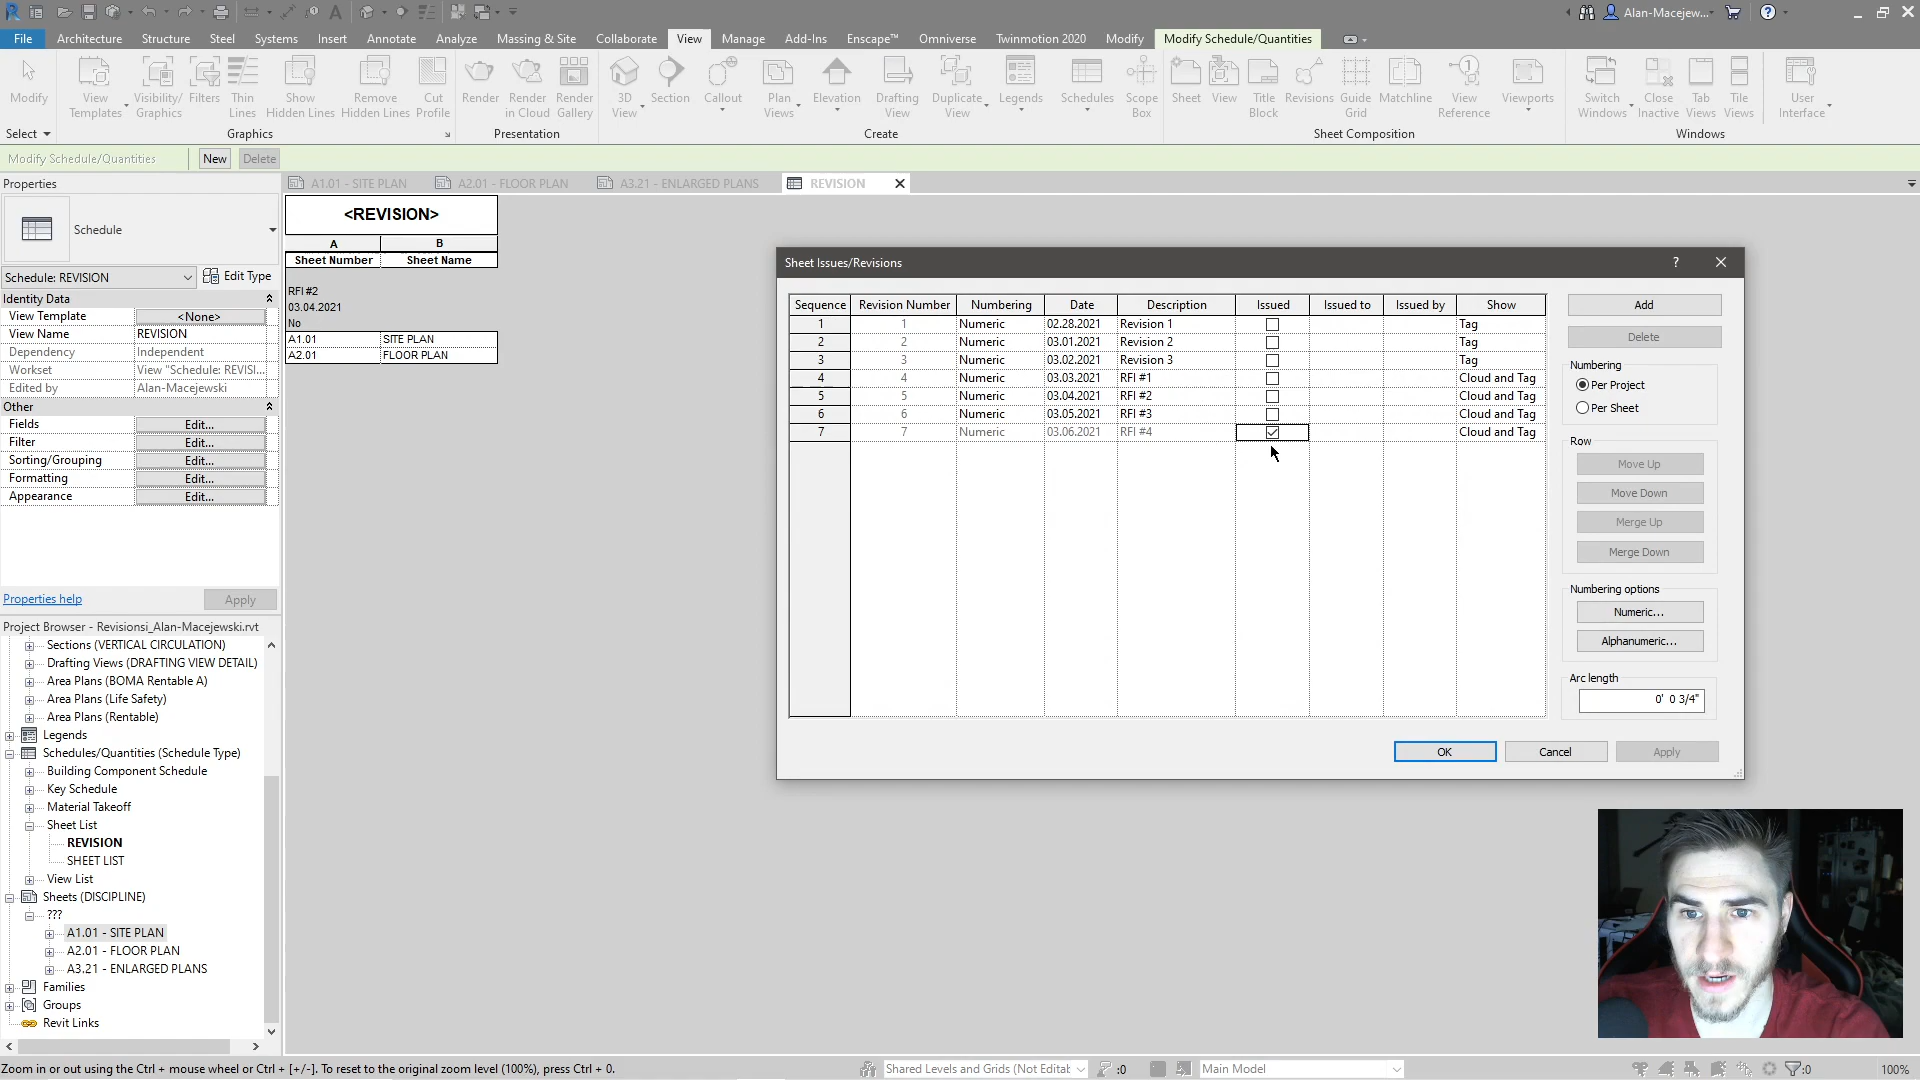 Alan-Macejew...
File Architecture Structure Steel Systems Insert Annotate Analyze Massing & Site Collaborate View Manage Add-Ins Enscape™ Omniverse Twinmotion 2020 Modify Modify Schedule/Quantities
Modify View Templates Visibility/ Graphics Filters Thin Lines Show Hidden Lines Remove Hidden Lines Cut Profile Render Render in Cloud Render Gallery 3D View Section Callout Plan Views Elevation Drafting View Duplicate View Legends Schedules Scope Box Sheet View Title Block Revisions Guide Grid Matchline View Reference Viewports Switch Windows Close Inactive Tab Views Tile Views User Interface
Select Graphics Presentation Create Sheet Composition Windows
Modify Schedule/Quantities New Delete
Properties
A1.01 - SITE PLAN A2.01 - FLOOR PLAN A3.21 - ENLARGED PLANS REVISION
Schedule
Schedule: REVISION Edit Type
Identity Data
View Template <None>
View Name REVISION
Dependency Independent
Workset View "Schedule: REVISI...
Edited by Alan-Macejewski
Other
Fields Edit...
Filter Edit...
Sorting/Grouping Edit...
Formatting Edit...
Appearance Edit...
Properties help Apply
Project Browser - Revisionsi_Alan-Macejewski.rvt
Sections (VERTICAL CIRCULATION)
Drafting Views (DRAFTING VIEW DETAIL)
Area Plans (BOMA Rentable A)
Area Plans (Life Safety)
Area Plans (Rentable)
Legends
Schedules/Quantities (Schedule Type)
Building Component Schedule
Key Schedule
Material Takeoff
Sheet List
REVISION
SHEET LIST
View List
Sheets (DISCIPLINE)
???
A1.01 - SITE PLAN
A2.01 - FLOOR PLAN
A3.21 - ENLARGED PLANS
Families
Groups
Revit Links
<REVISION>
A B
Sheet Number Sheet Name
RFI #2
03.04.2021
No
A1.01 SITE PLAN
A2.01 FLOOR PLAN
Sheet Issues/Revisions ?
Sequence Revision Number Numbering Date Description Issued Issued to Issued by Show
1 1 Numeric 02.28.2021 Revision 1 Tag
2 2 Numeric 03.01.2021 Revision 2 Tag
3 3 Numeric 03.02.2021 Revision 3 Tag
4 4 Numeric 03.03.2021 RFI #1 Cloud and Tag
5 5 Numeric 03.04.2021 RFI #2 Cloud and Tag
6 6 Numeric 03.05.2021 RFI #3 Cloud and Tag
7 7 Numeric 03.06.2021 RFI #4 Cloud and Tag
Add
Delete
Numbering
Per Project
Per Sheet
Row
Move Up
Move Down
Merge Up
Merge Down
Numbering options
Numeric...
Alphanumeric...
Arc length
0' 0 3/4"
OK Cancel Apply
Zoom in or out using the Ctrl + mouse wheel or Ctrl + [+/-]. To reset to the original zoom level (100%), press Ctrl + 0. Shared Levels and Grids (Not Editab :0 Main Model :0 100%